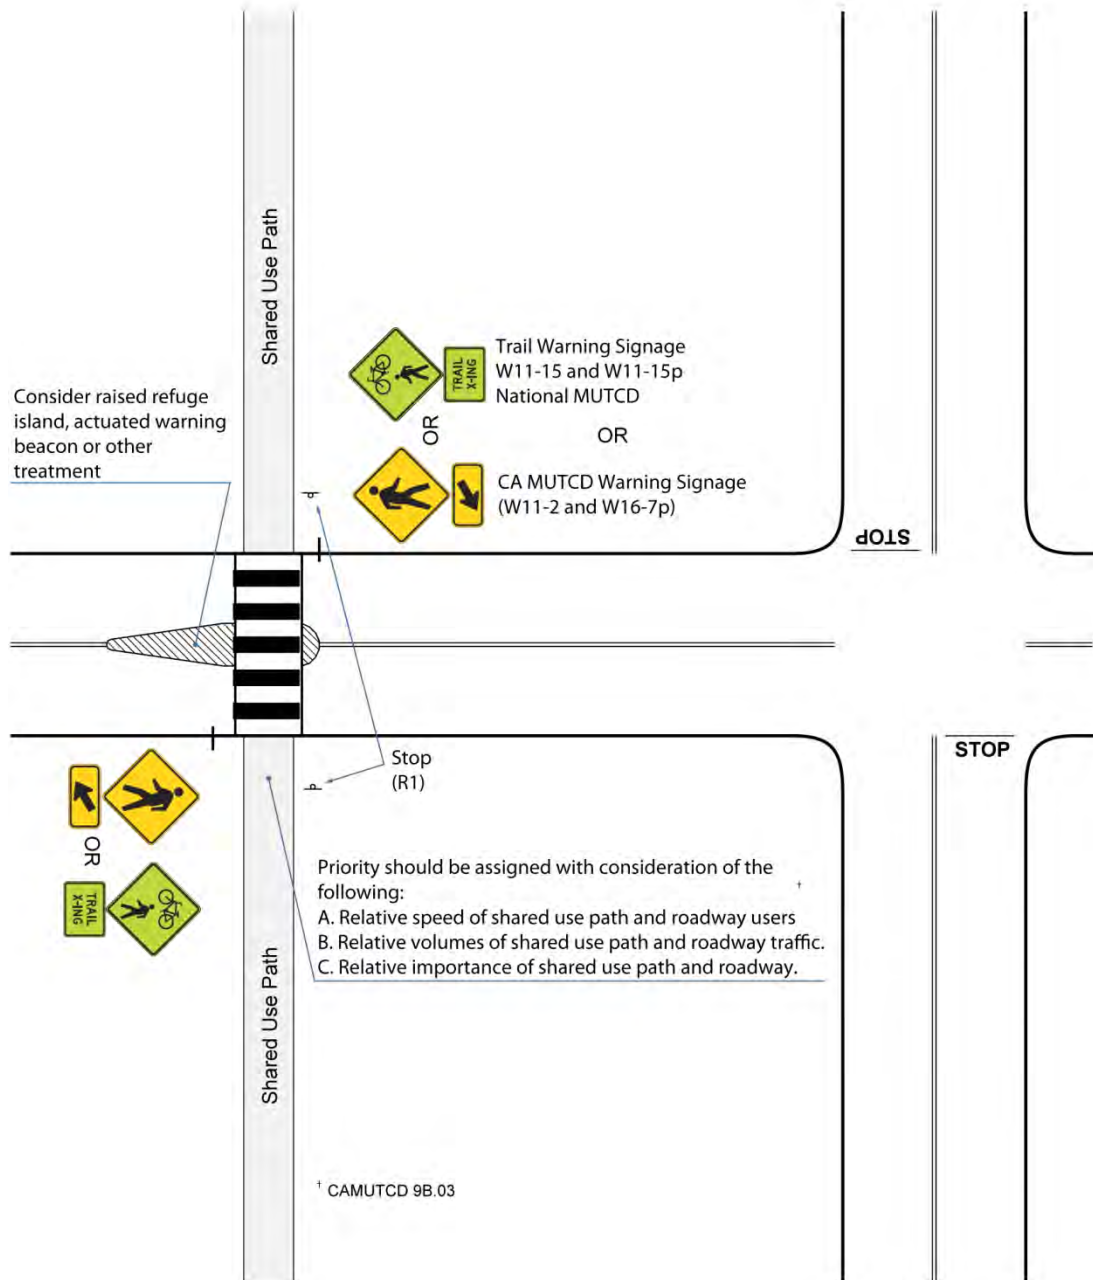 Shared Use Path
Consider raised refuge
island, actuated warning
beacon or other
treatment
TRAIL
X-ING
Trail Warning Signage
W11-15 and W11-15p
National MUTCD
OR
OR
CA MUTCD Warning Signage
(W11-2 and W16-7p)
STOP
Stop
(R1)
STOP
OR
TRAIL
X-ING
Priority should be assigned with consideration of the
following: †
A. Relative speed of shared use path and roadway users
B. Relative volumes of shared use path and roadway traffic.
C. Relative importance of shared use path and roadway.
Shared Use Path
† CAMUTCD 9B.03